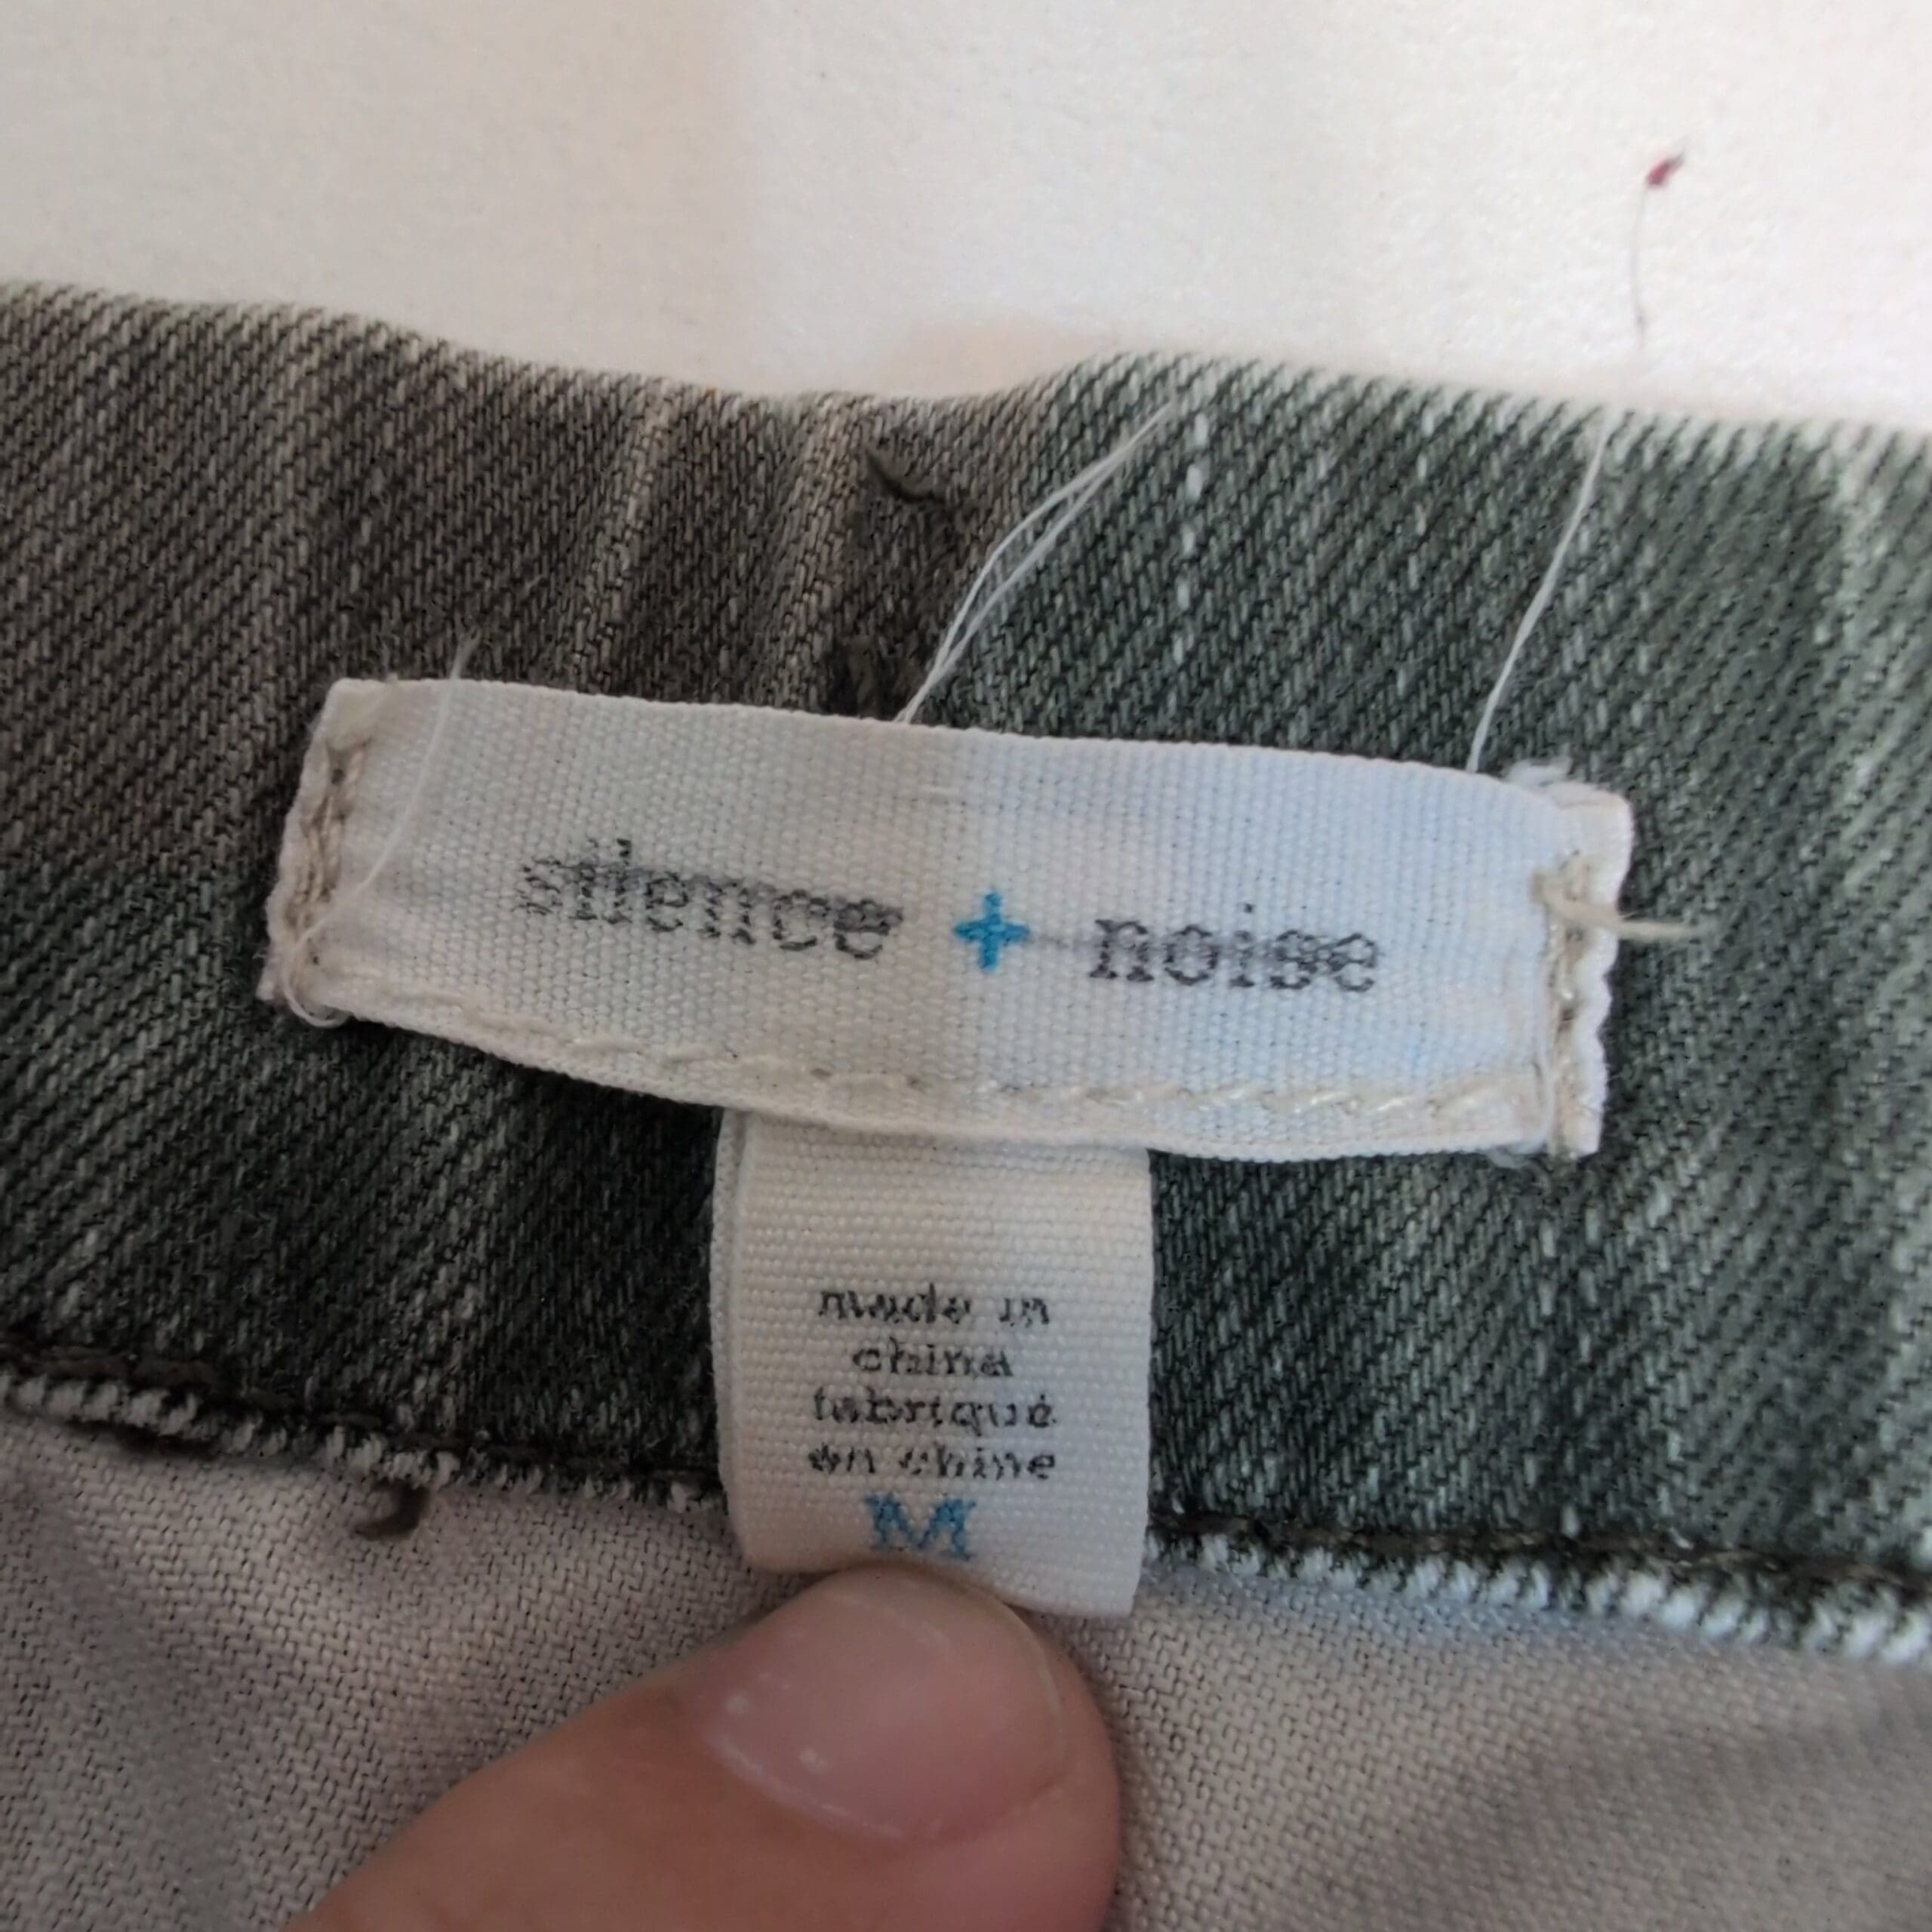 silence + noise
made in
china
fabriqué
en chine
M